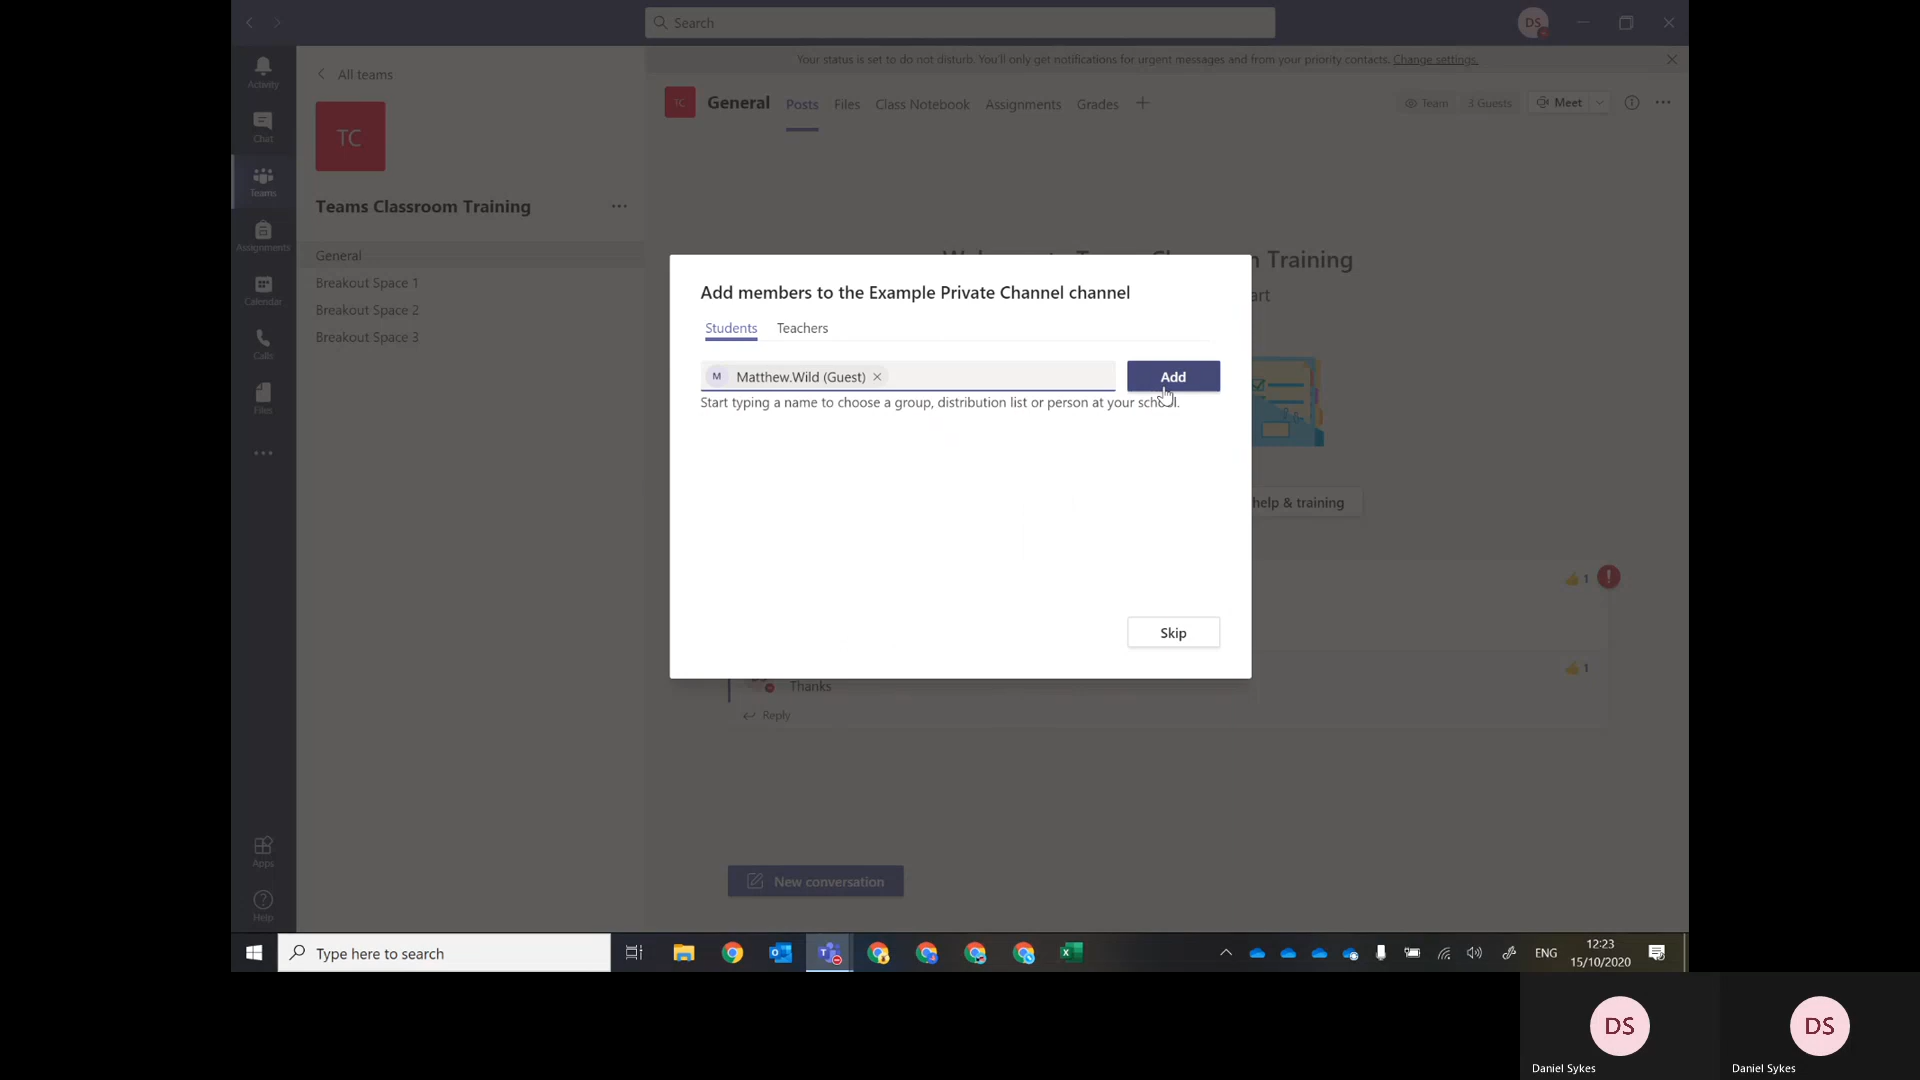 Search
DS
Your status is set to do not disturb. You'll only get notifications for urgent messages and from your priority contacts. Change settings.
Activity
Chat
Teams
Assignments
Calendar
Calls
Files
Apps
Help
All teams
TC
Teams Classroom Training
General
Breakout Space 1
Breakout Space 2
Breakout Space 3
TC
General
Posts
Files
Class Notebook
Assignments
Grades
Team
3 Guests
Meet
Training
art
Add members to the Example Private Channel channel
Students
Teachers
M
Matthew.Wild (Guest)
Add
Start typing a name to choose a group, distribution list or person at your school.
help & training
1
Skip
1
Thanks
Reply
New conversation
Type here to search
ENG
12:23
15/10/2020
DS
DS
Daniel Sykes
Daniel Sykes